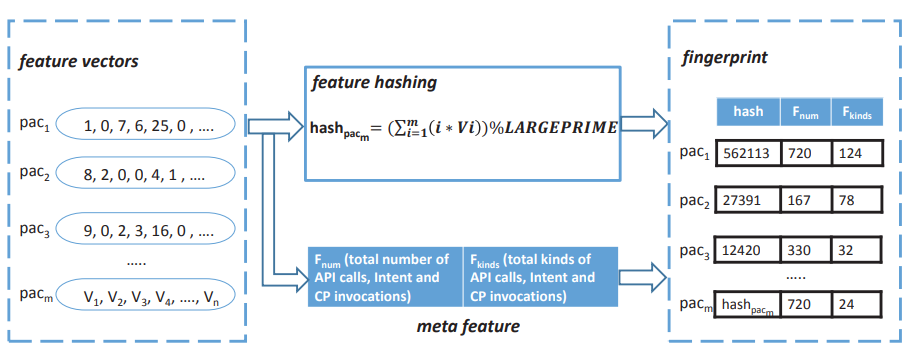 feature vectors
pac1 1, 0, 7, 6, 25, 0 , ....
pac2 8, 2, 0, 0, 4, 1 , ....
pac3 9, 0, 2, 3, 16, 0 , ....
.....
pacm V1, V2, V3, V4, ...., Vn
feature hashing
hashpacm= (∑ᵐi=1(i * Vi))%LARGEPRIME
Fnum (total number of
API calls, Intent and
CP invocations)
Fkinds (total kinds of
API calls, Intent and
CP invocations)
meta feature
fingerprint
hash Fnum Fkinds
pac1 562113 720 124
pac2 27391 167 78
pac3 12420 330 32
.....
pacm hashpacm 720 24